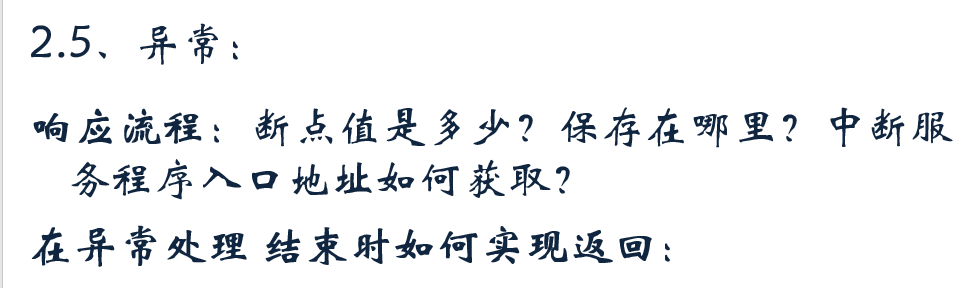 2.5、异常：
响应流程：断点值是多少？保存在哪里？中断服
务程序入口地址如何获取？
在异常处理 结束时如何实现返回：